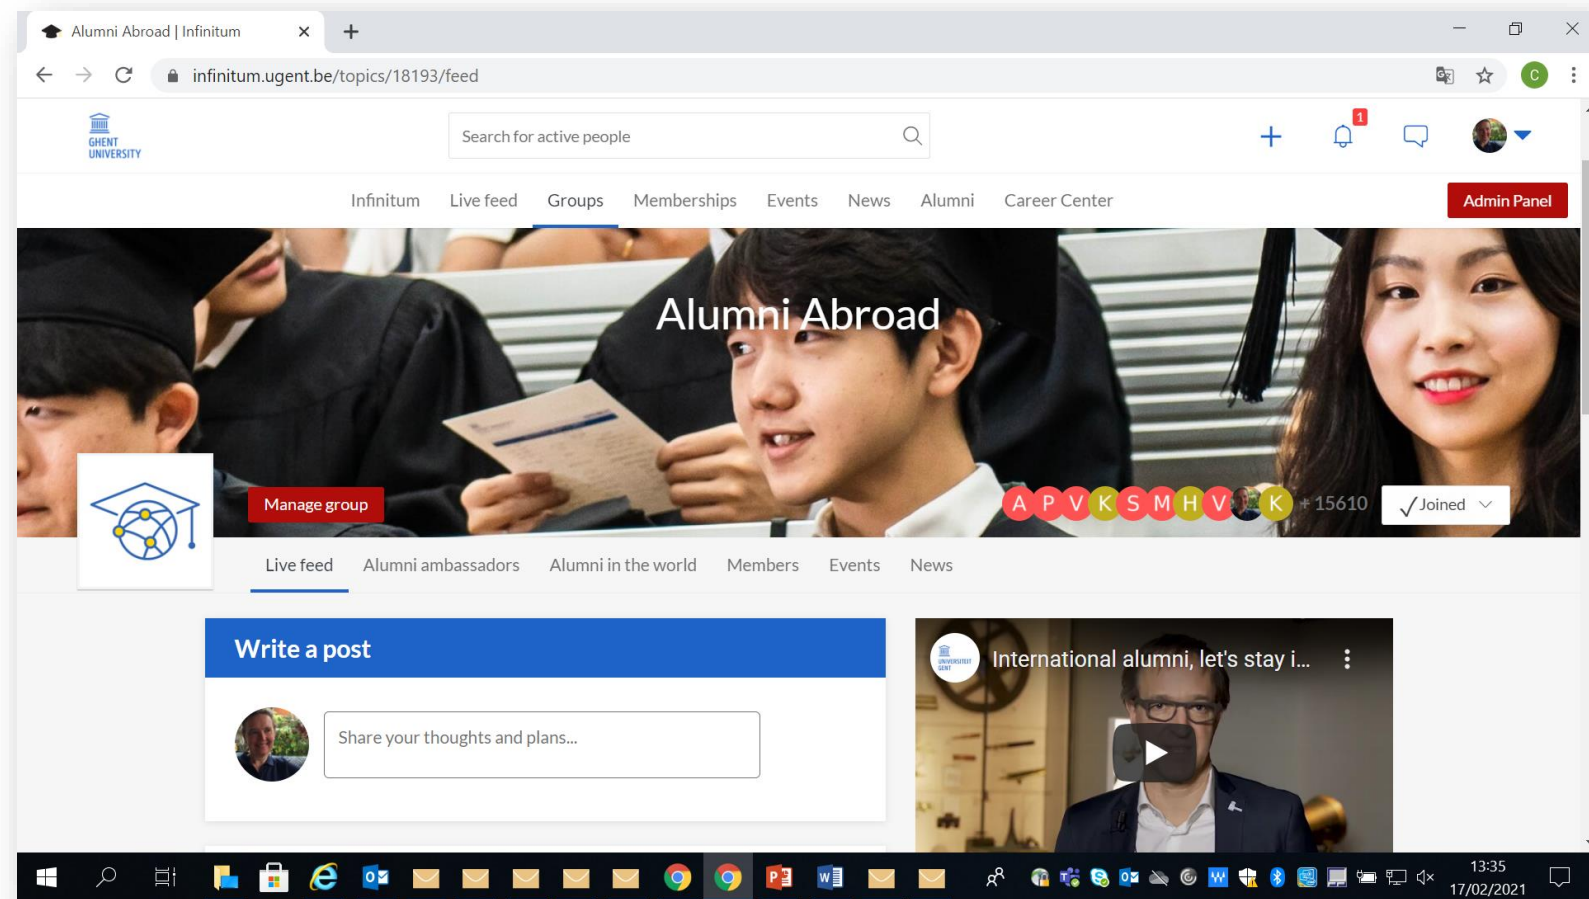 Alumni Abroad | Infinitum
infinitum.ugent.be/topics/18193/feed
C
GHENT
UNIVERSITY
Search for active people
1
Infinitum Live feed Groups Memberships Events News Alumni Career Center
Admin Panel
Alumni Abroad
Manage group
A P V K S M H V K + 15610
Joined
Live feed Alumni ambassadors Alumni in the world Members Events News
Write a post
Share your thoughts and plans...
UNIVERSITEIT
GENT
International alumni, let's stay i...
13:35
17/02/2021